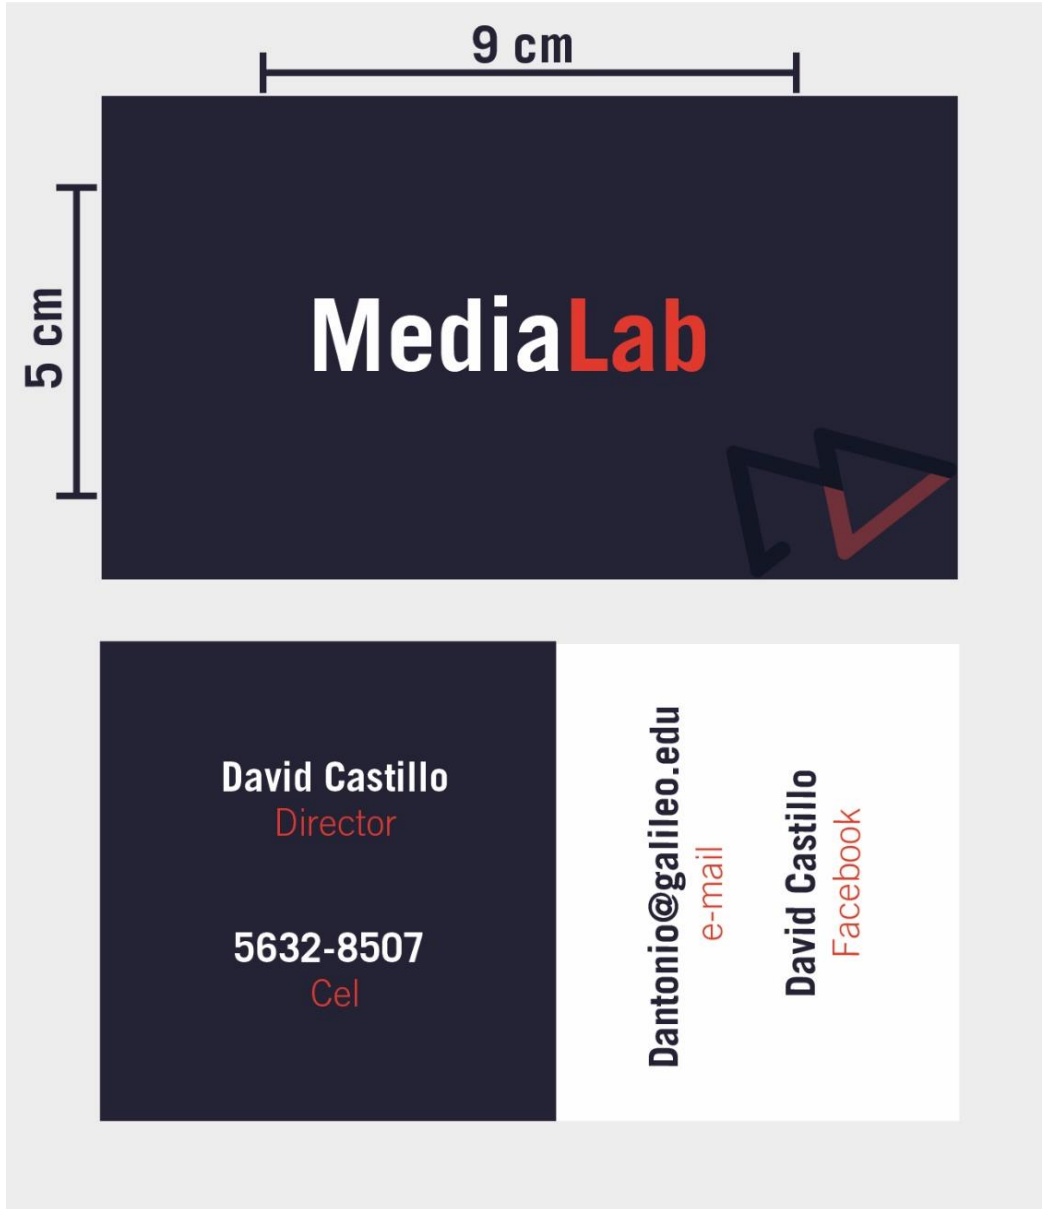 9 cm
5 cm
MediaLab
David Castillo
Director
5632-8507
Cel
Dantonio@galileo.edu
e-mail
David Castillo
Facebook